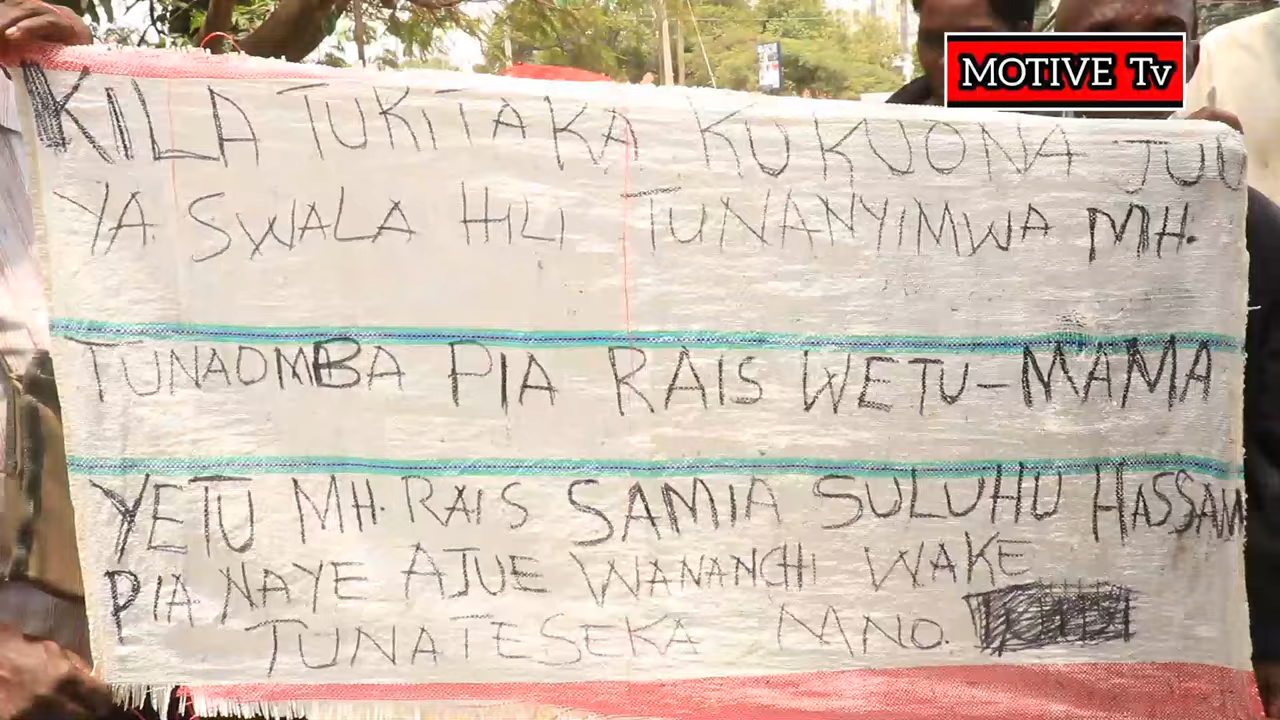 MOTIVE Tv
KILA TUKITAKA KUKUONA JUU
YA SWALA HILI TUNANYIMWA MH.
TUNAOMBA PIA RAIS WETU-MAMA
YETU MH. RAIS SAMIA SULUHU HASSAN
PIA NAYE AJUE WANANCHI WAKE
TUNATESEKA MNO.